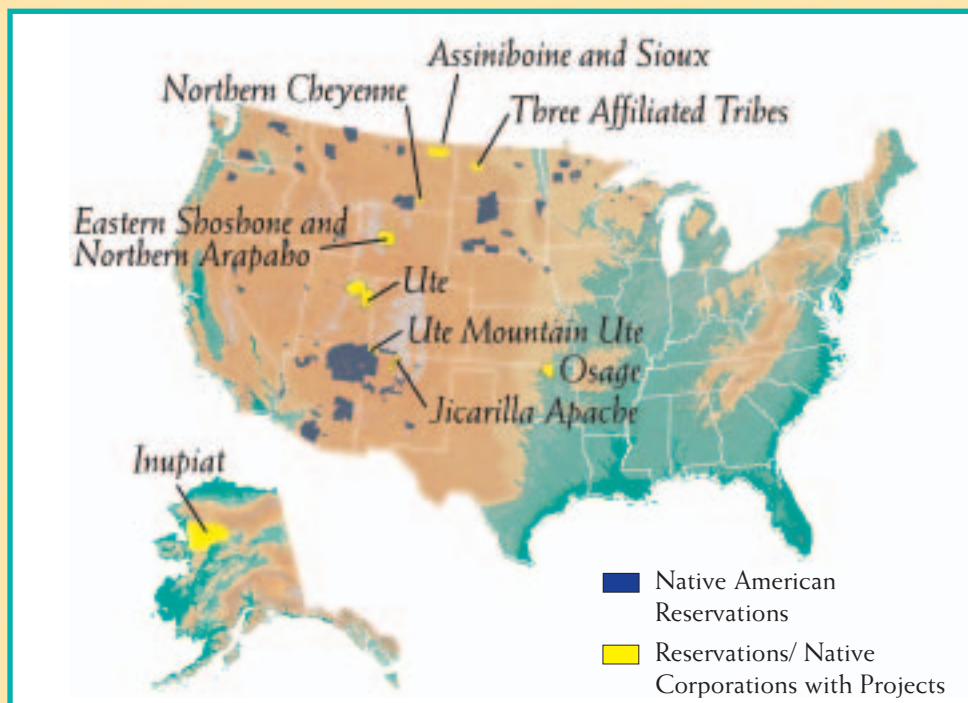 Assiniboine and Sioux
Northern Cheyenne
Three Affiliated Tribes
Eastern Shoshone and
Northern Arapaho
Ute
Ute Mountain Ute
Osage
Jicarilla Apache
Inupiat
Native American
Reservations
Reservations/ Native
Corporations with Projects